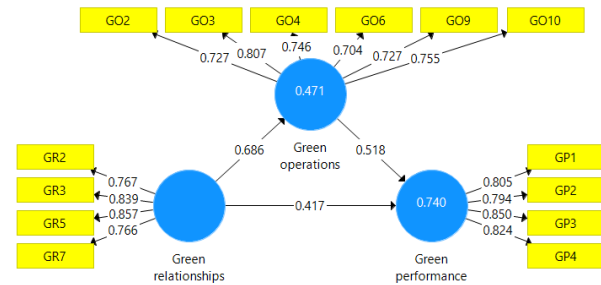 GO2 GO3 GO4 GO6 GO9 GO10
0.727 0.807 0.746 0.704 0.727 0.755
0.471
Green
operations
0.686 0.518
GR2
GR3
GR5
GR7
0.767
0.839
0.857
0.766
0.417
Green
relationships
0.740
Green
performance
0.805
0.794
0.850
0.824
GP1
GP2
GP3
GP4